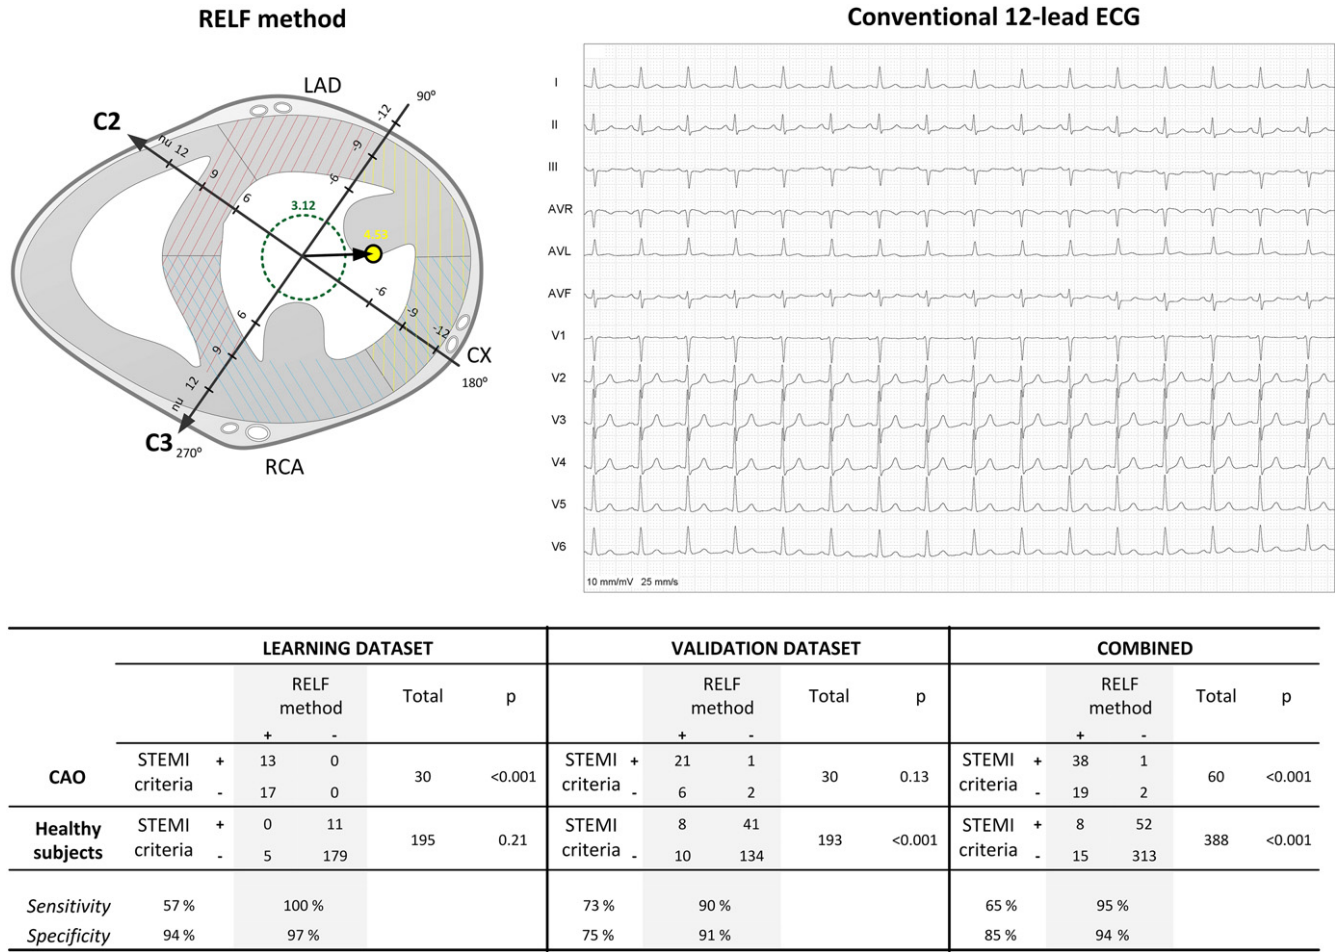 RELF method
Conventional 12-lead ECG
LAD
90°
C2
nu 12 9 6
-12 -9 -6
3.12
4.53
-6 -9 -12
6 9 12 nu
CX
180°
C3 270°
RCA
I
II
III
AVR
AVL
AVF
V1
V2
V3
V4
V5
V6
10 mm/mV 25 mm/s
LEARNING DATASET VALIDATION DATASET COMBINED
RELF method Total p RELF method Total p RELF method Total p
+ - + - + -
CAO STEMI criteria + 13 0 30 <0.001 STEMI criteria + 21 1 30 0.13 STEMI criteria + 38 1 60 <0.001
- 17 0 - 6 2 - 19 2
Healthy subjects STEMI criteria + 0 11 195 0.21 STEMI criteria + 8 41 193 <0.001 STEMI criteria + 8 52 388 <0.001
- 5 179 - 10 134 - 15 313
Sensitivity 57 % 100 % 73 % 90 % 65 % 95 %
Specificity 94 % 97 % 75 % 91 % 85 % 94 %